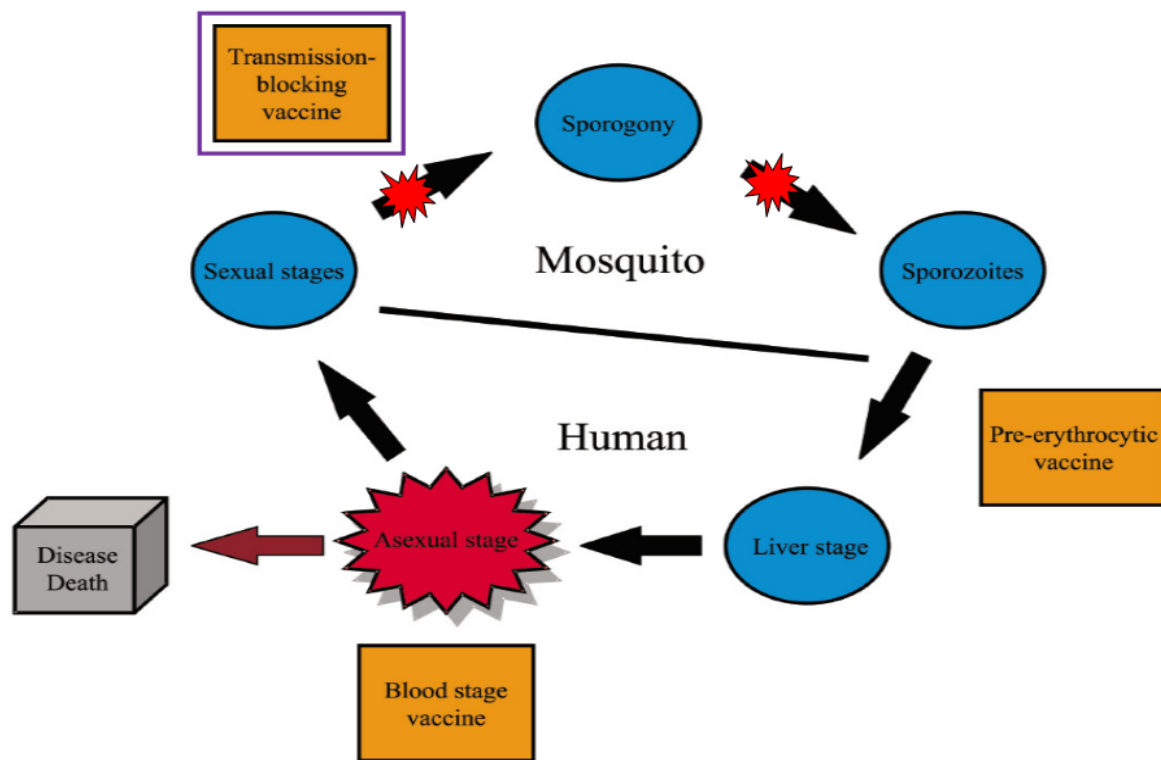 Transmission-
blocking
vaccine
Sporogony
Sexual stages
Mosquito
Sporozoites
Human
Pre-erythrocytic
vaccine
Disease
Death
Asexual stage
Liver stage
Blood stage
vaccine